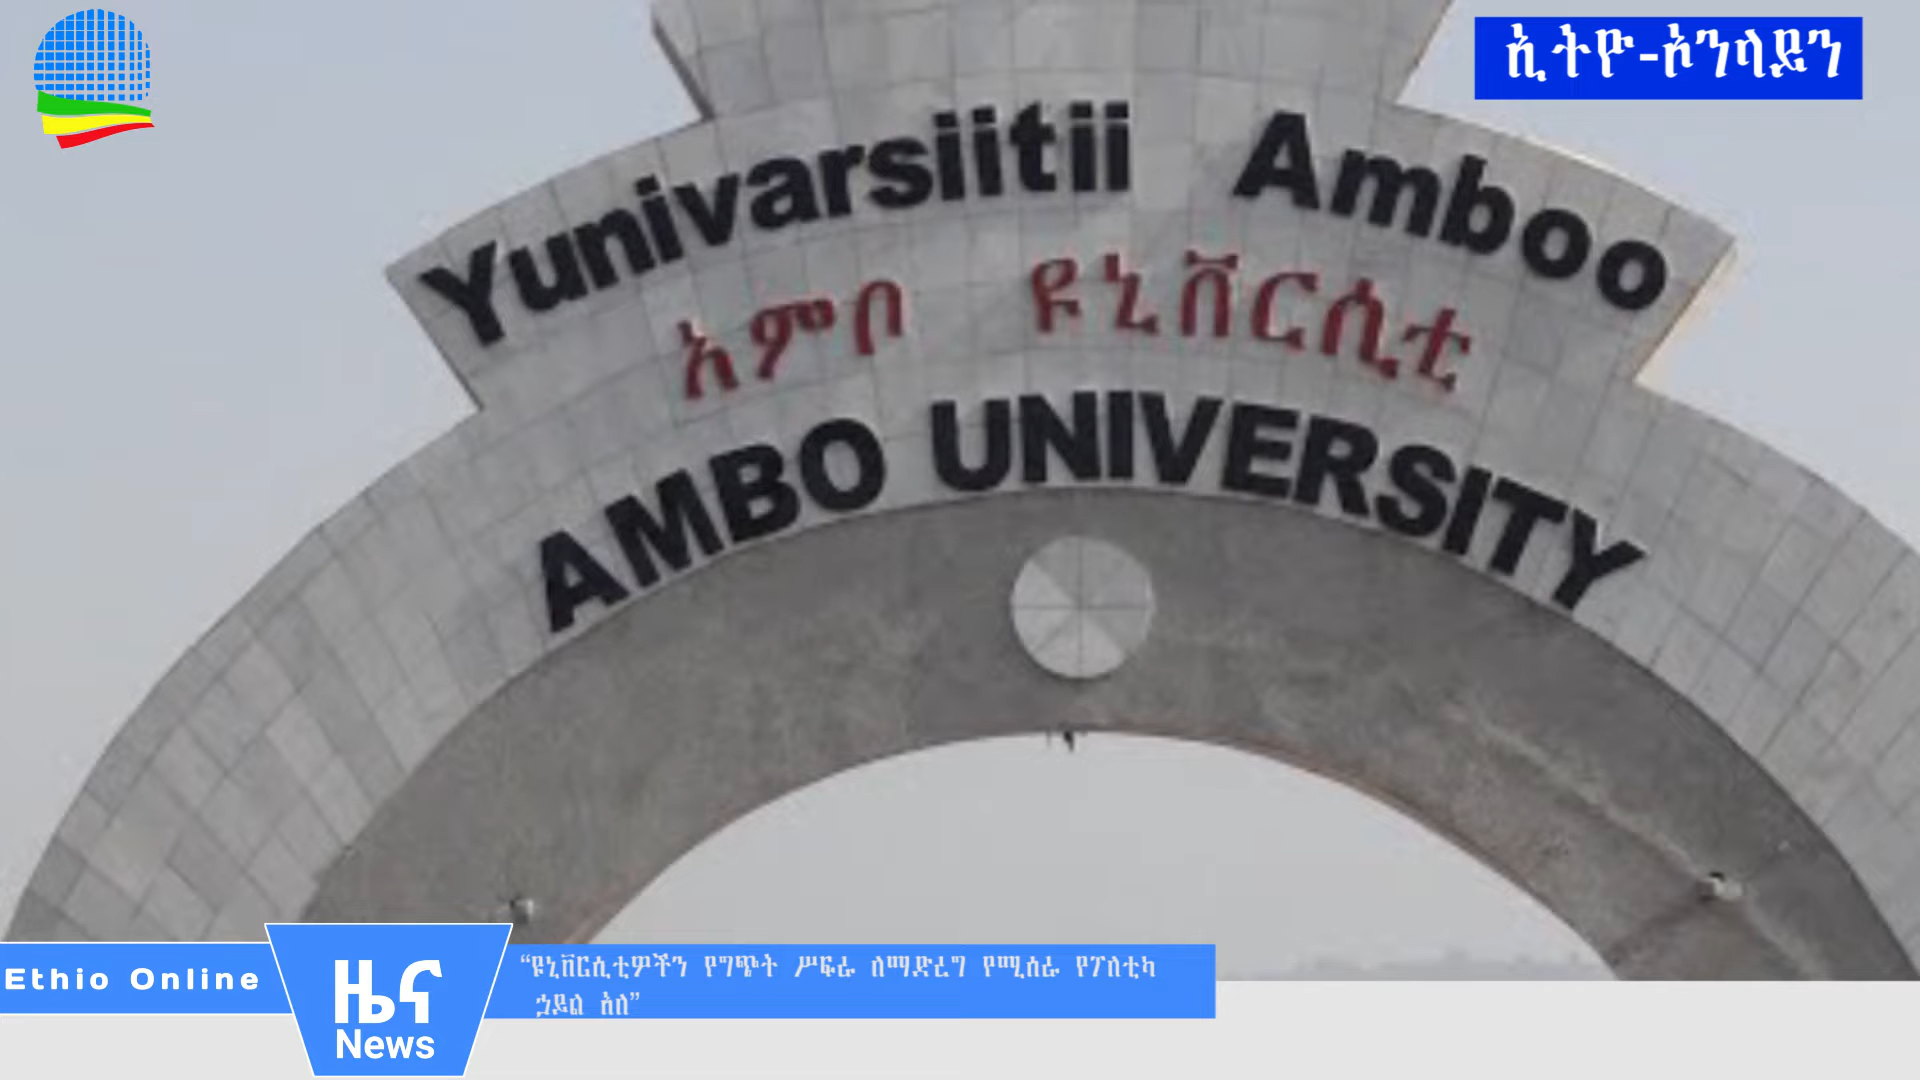 ኢትዮ-ኦንላይን
Yunivarsiitii Amboo
አምቦ ዩኒቨርሲቲ
AMBO UNIVERSITY
Ethio Online
ዜና
News
“ዩኒቨርሲቲዎችን የግጭት ሥፍራ ለማድረግ የሚሰራ የፖለቲካ
ኃይል አለ”